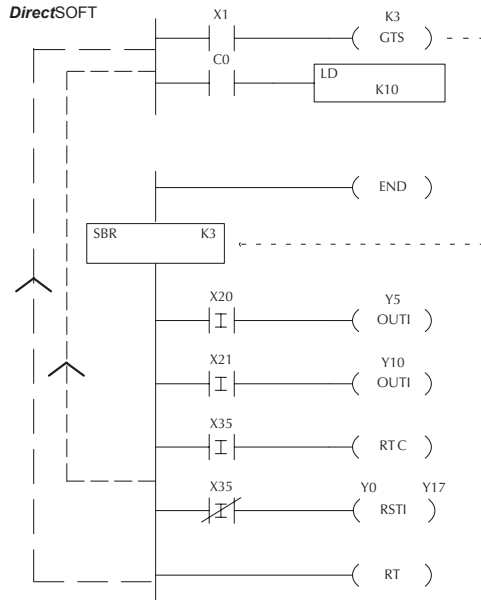 DirectSOFT
X1 K3
GTS
C0
LD
K10
END
SBR K3
X20 Y5
I OUTI
X21 Y10
I OUTI
X35
I RTC
X35 Y0 Y17
I RSTI
RT